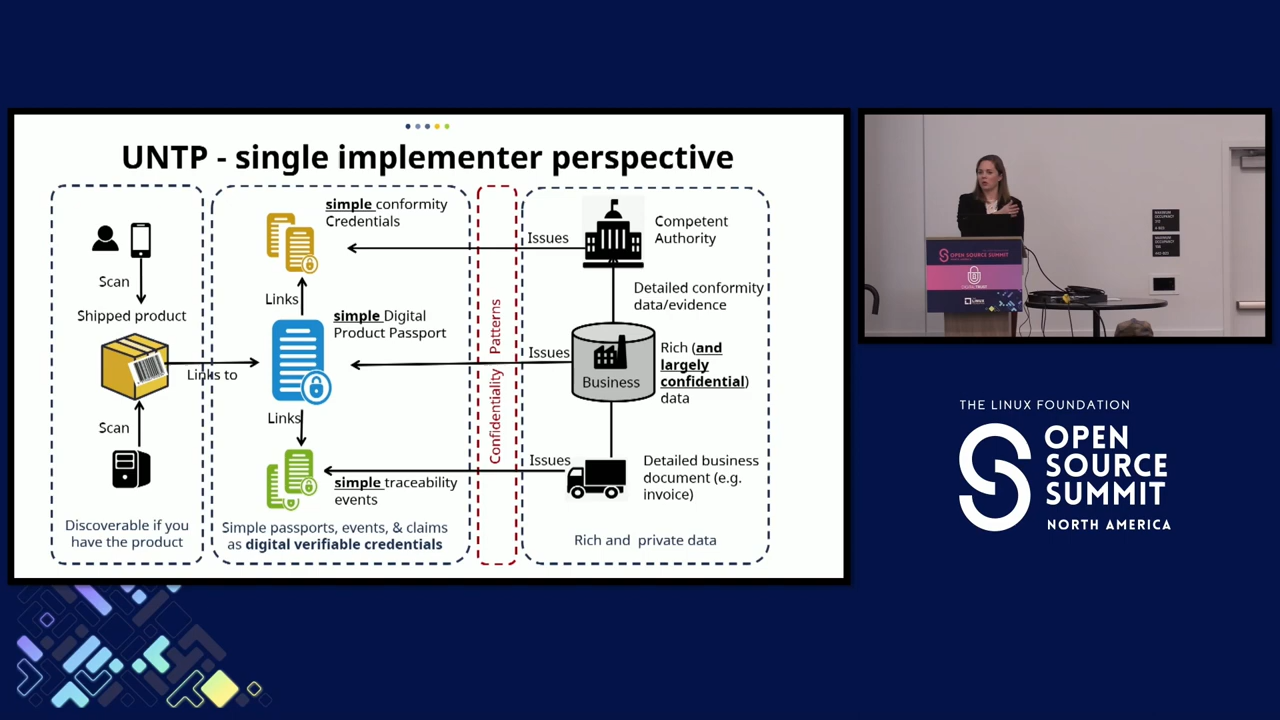 UNTP - single implementer perspective
Scan
Shipped product
Links to
Scan
Discoverable if you
have the product
simple conformity
Credentials
Links
simple Digital
Product Passport
Links
simple traceability
events
Simple passports, events, & claims
as digital verifiable credentials
Confidentiality Patterns
Issues
Competent
Authority
Detailed conformity
data/evidence
Issues
Business
Rich (and
largely
confidential)
data
Issues
Detailed business
document (e.g.
invoice)
Rich and private data
OPEN SOURCE SUMMIT
THE LINUX FOUNDATION
OPEN
SOURCE
SUMMIT
NORTH AMERICA